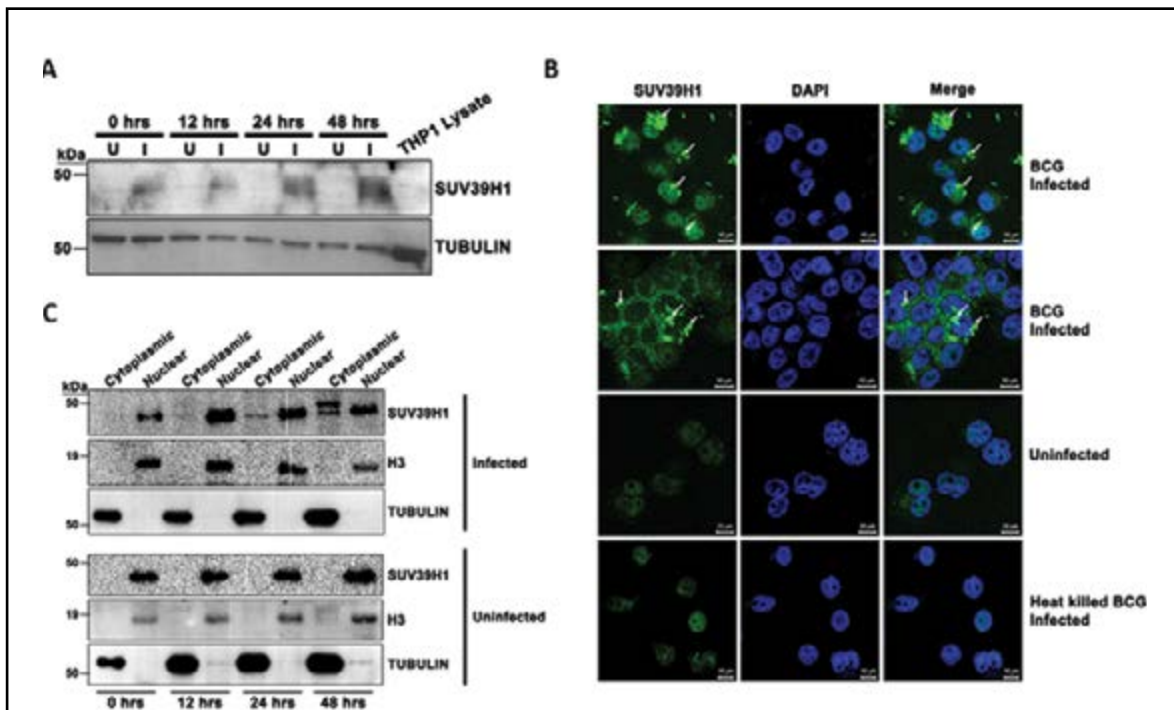 A
0 hrs 12 hrs 24 hrs 48 hrs THP1 Lysate
kDa U I U I U I U I
50
SUV39H1
50
TUBULIN
B
SUV39H1 DAPI Merge
BCG
Infected
BCG
Infected
Uninfected
Heat killed BCG
Infected
C
Cytoplasmic Nuclear Cytoplasmic Nuclear Cytoplasmic Nuclear Cytoplasmic Nuclear
kDa
50
SUV39H1
19
H3
Infected
50
TUBULIN
50
SUV39H1
19
H3
Uninfected
50
TUBULIN
0 hrs 12 hrs 24 hrs 48 hrs